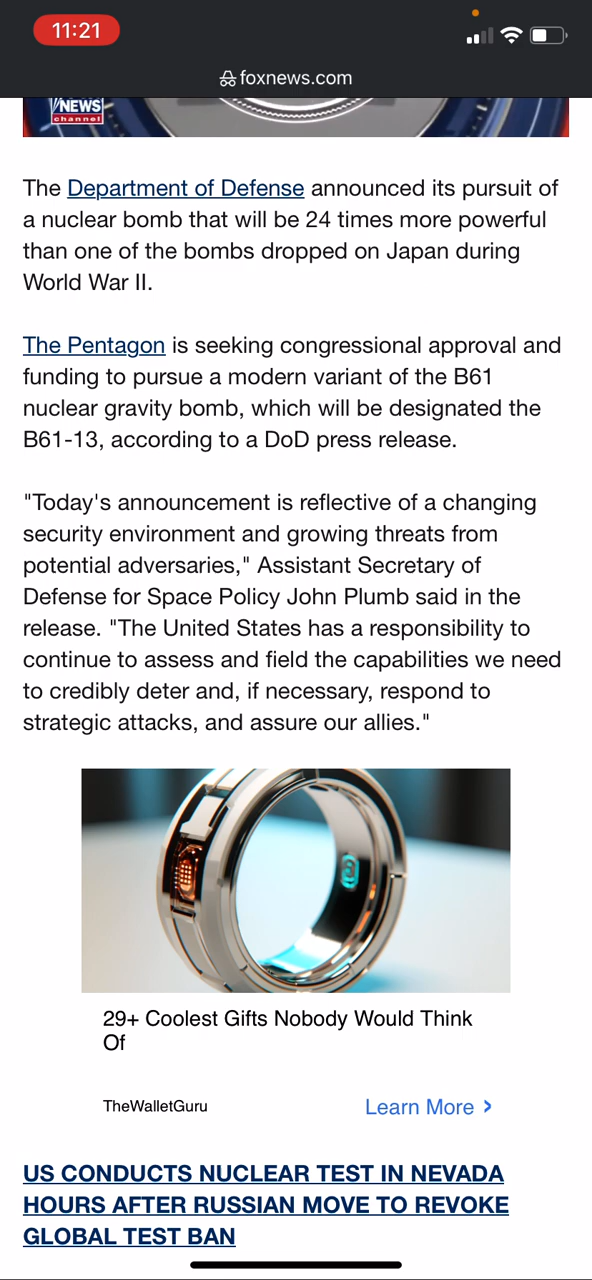 11:21
foxnews.com
NEWS
channel
The Department of Defense announced its pursuit of
a nuclear bomb that will be 24 times more powerful
than one of the bombs dropped on Japan during
World War II.
The Pentagon is seeking congressional approval and
funding to pursue a modern variant of the B61
nuclear gravity bomb, which will be designated the
B61-13, according to a DoD press release.
"Today's announcement is reflective of a changing
security environment and growing threats from
potential adversaries," Assistant Secretary of
Defense for Space Policy John Plumb said in the
release. "The United States has a responsibility to
continue to assess and field the capabilities we need
to credibly deter and, if necessary, respond to
strategic attacks, and assure our allies."
29+ Coolest Gifts Nobody Would Think
Of
TheWalletGuru
Learn More
US CONDUCTS NUCLEAR TEST IN NEVADA
HOURS AFTER RUSSIAN MOVE TO REVOKE
GLOBAL TEST BAN